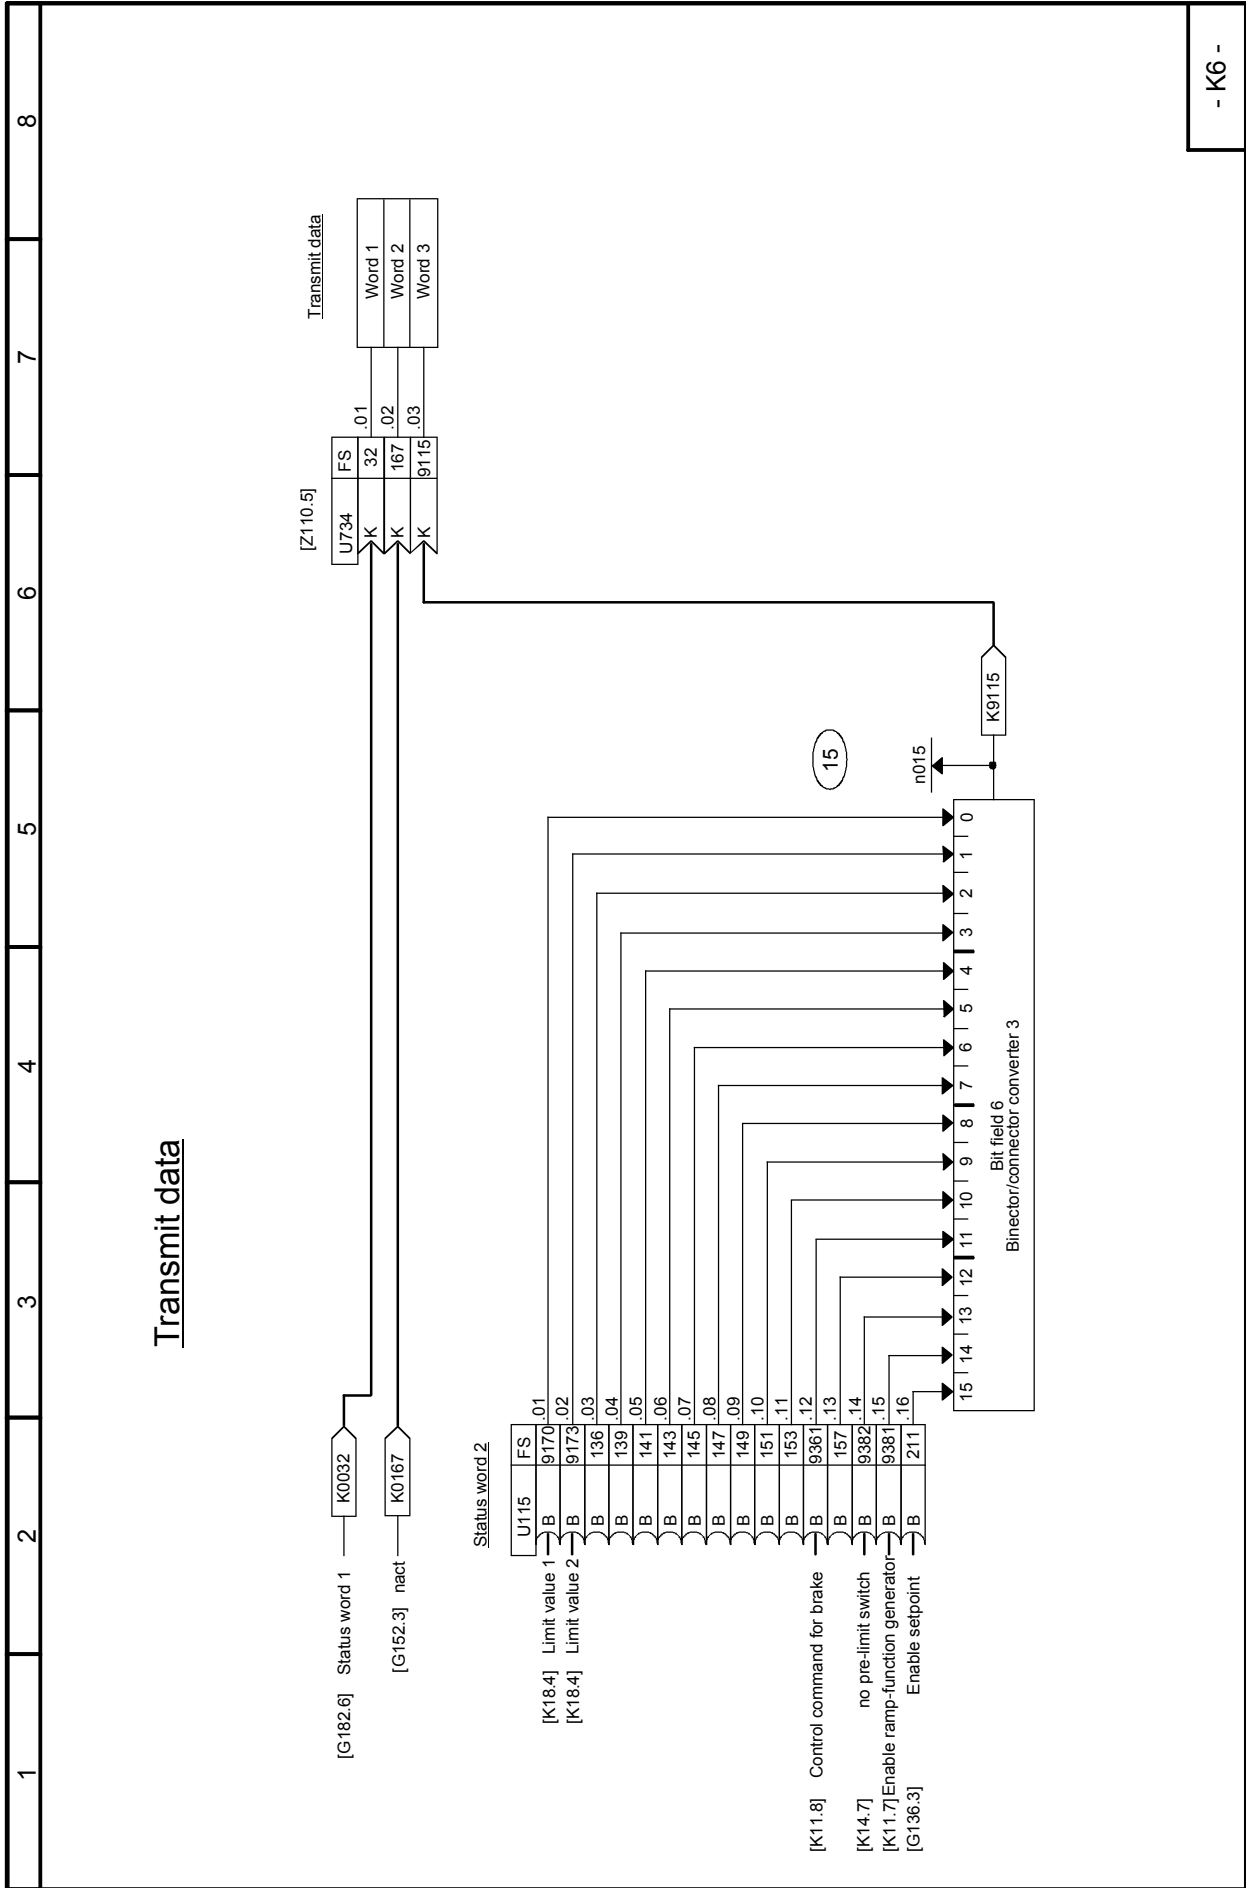 1 2 3 4 5 6 7 8
Transmit data
[G182.6] Status word 1 K0032
[G152.3] nact K0167
[Z110.5]
U734 FS
K 32 .01
K 167 .02
K 9115 .03
Transmit data
Word 1
Word 2
Word 3
Status word 2
U115 FS
[K18.4] Limit value 1 B 9170 .01
[K18.4] Limit value 2 B 9173 .02
B 136 .03
B 139 .04
B 141 .05
B 143 .06
B 145 .07
B 147 .08
B 149 .09
B 151 .10
B 153 .11
[K11.8] Control command for brake B 9361 .12
B 157 .13
[K14.7] no pre-limit switch B 9382 .14
[K11.7] Enable ramp-function generator B 9381 .15
[G136.3] Enable setpoint B 211 .16
15
n015
K9115
15 14 13 12 11 10 9 8 7 6 5 4 3 2 1 0
Bit field 6
Binector/connector converter 3
- K6 -